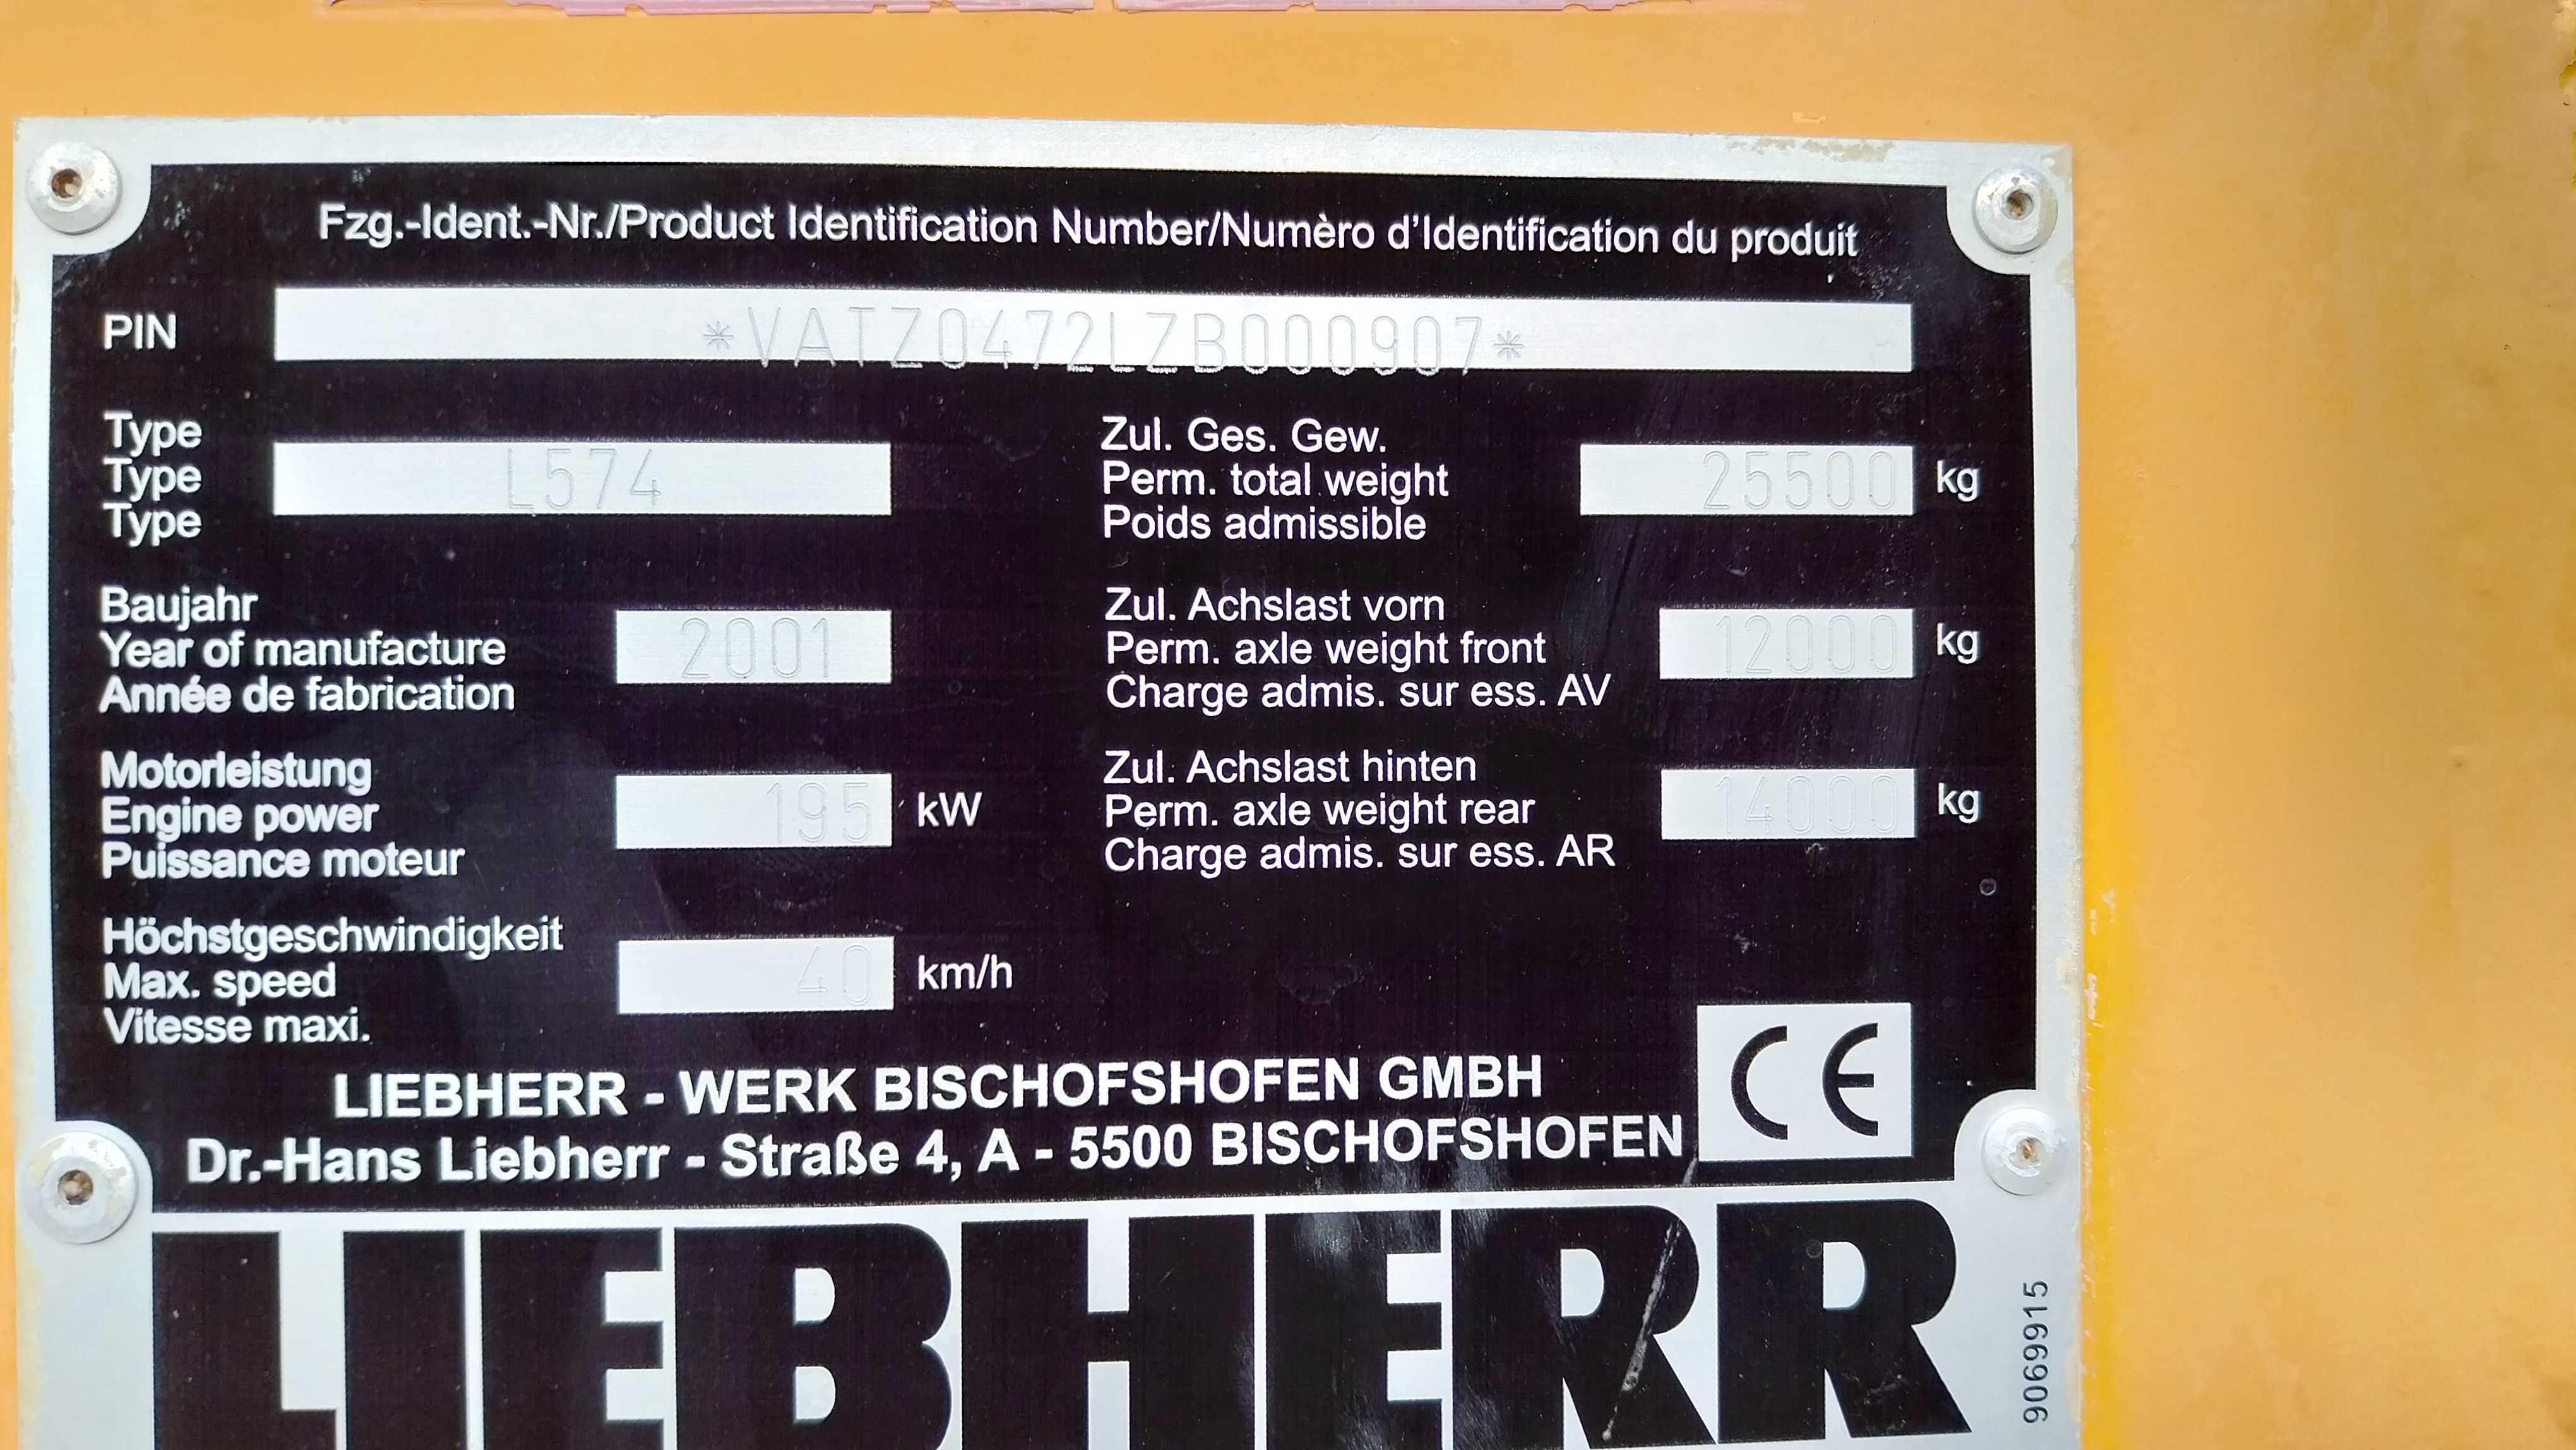 Fzg.-Ident.-Nr./Product Identification Number/Numèro d'Identification du produit
PIN *VATZ0472LZB000907*
Type
Type L574
Type
Zul. Ges. Gew.
Perm. total weight 25500 kg
Poids admissible
Baujahr
Year of manufacture 2001
Année de fabrication
Zul. Achslast vorn
Perm. axle weight front 12000 kg
Charge admis. sur ess. AV
Motorleistung
Engine power 195 kW
Puissance moteur
Zul. Achslast hinten
Perm. axle weight rear 14000 kg
Charge admis. sur ess. AR
Höchstgeschwindigkeit
Max. speed 40 km/h
Vitesse maxi.
CE
LIEBHERR - WERK BISCHOFSHOFEN GMBH
Dr.-Hans Liebherr - Straße 4, A - 5500 BISCHOFSHOFEN
LIEBHERR
9069915